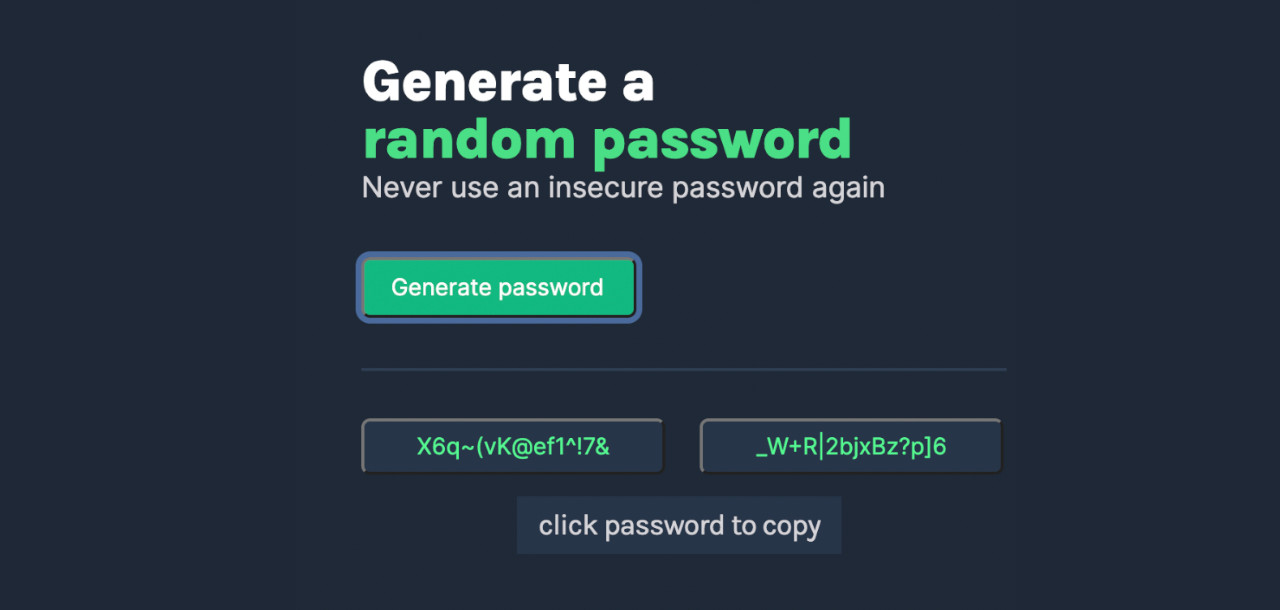 Generate a
random password
Never use an insecure password again
Generate password
X6q~(vK@ef1^!7&
_W+R|2bjxBz?p]6
click password to copy